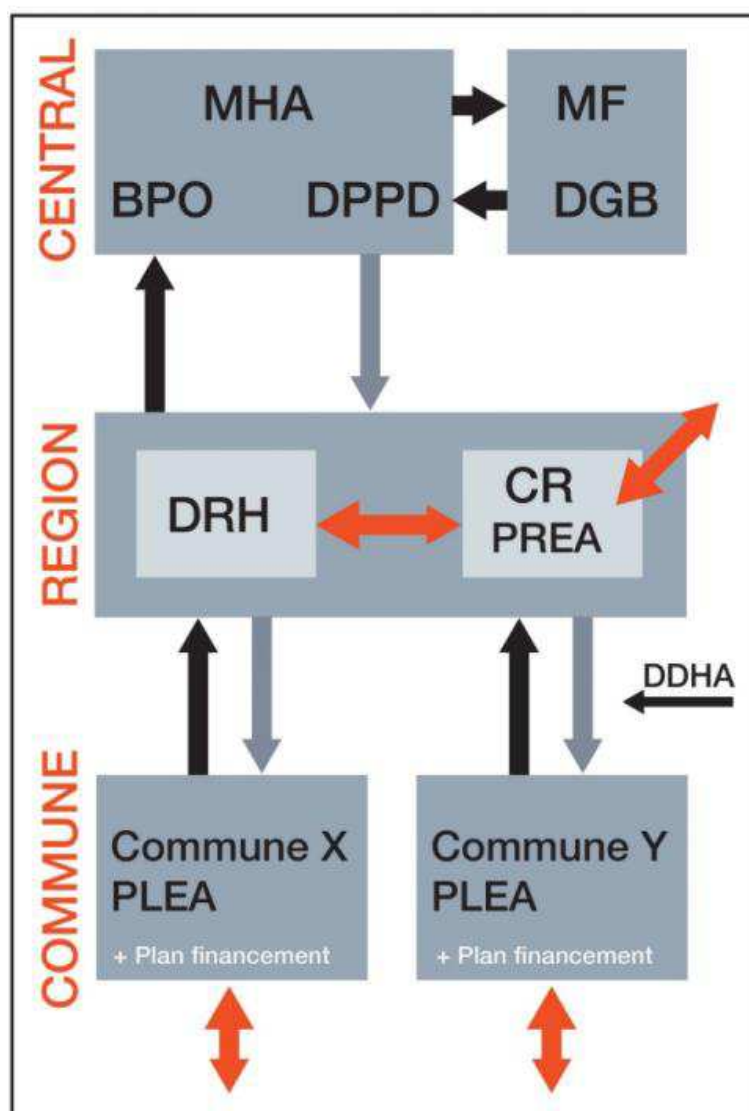 CENTRAL
MHA
MF
BPO
DPPD
DGB
REGION
DRH
CR
PREA
DDHA
COMMUNE
Commune X
PLEA
+ Plan financement
Commune Y
PLEA
+ Plan financement